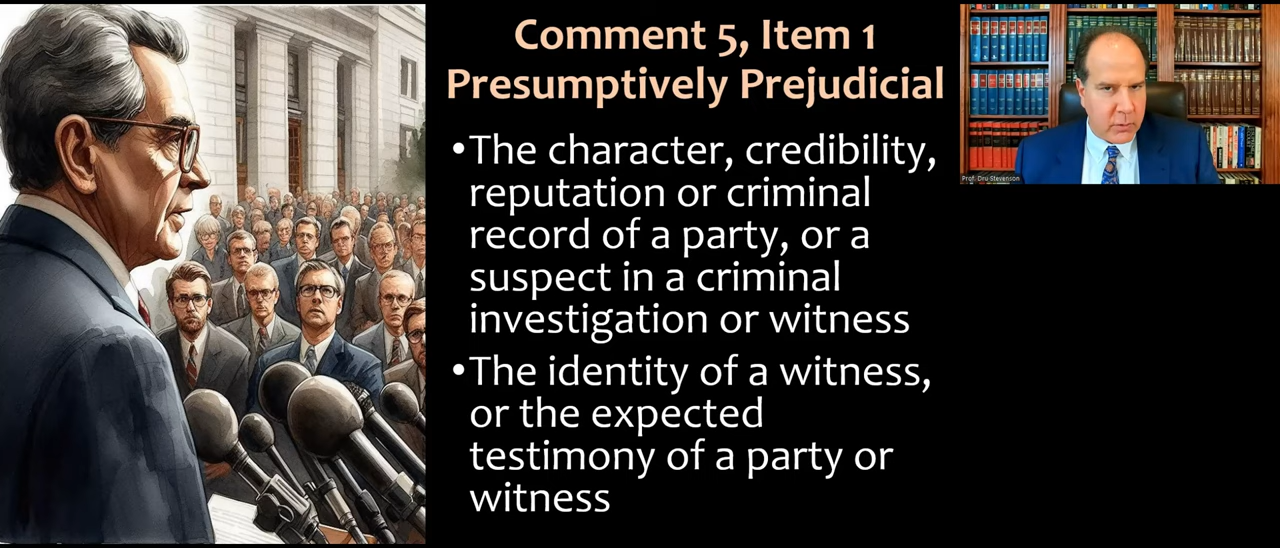 Comment 5, Item 1
Presumptively Prejudicial
•The character, credibility,
reputation or criminal
record of a party, or a
suspect in a criminal
investigation or witness
•The identity of a witness,
or the expected
testimony of a party or
witness
Prof. Dru Stevenson